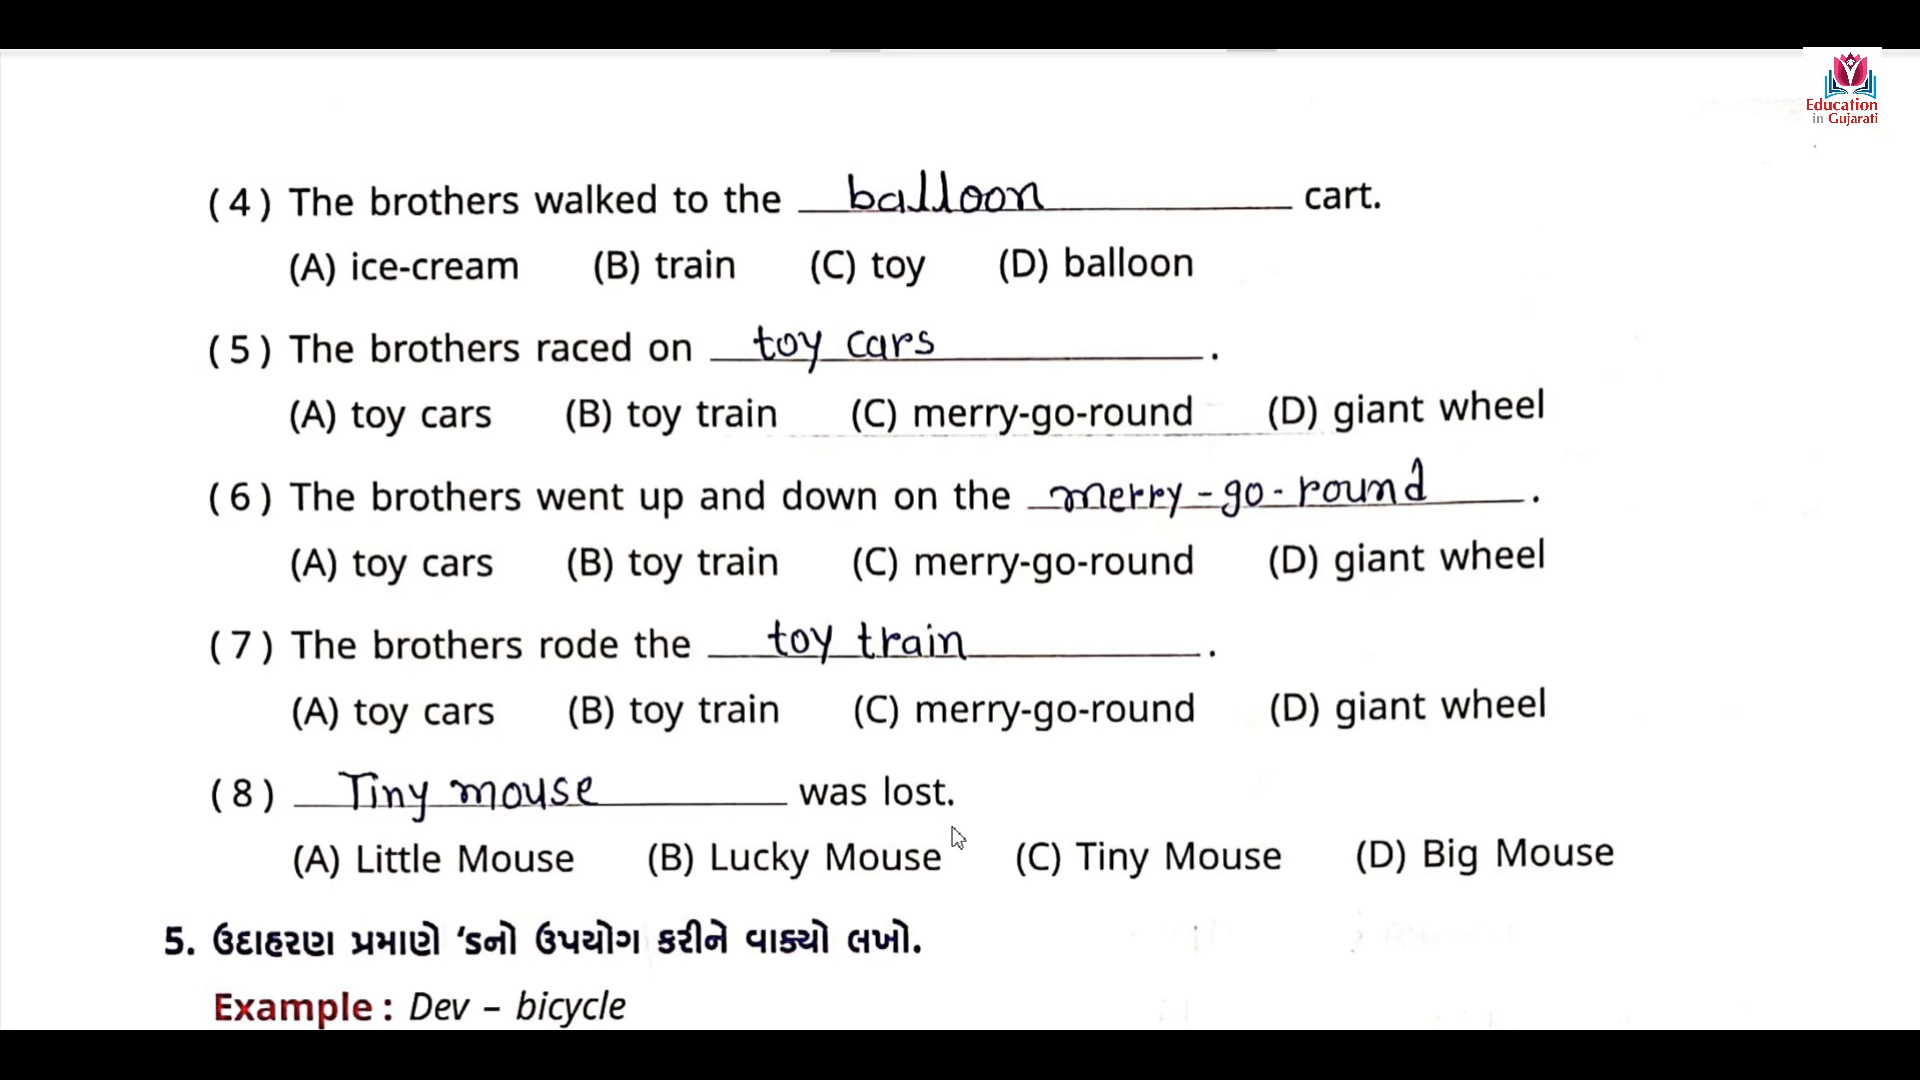 Education
in Gujarati
(4) The brothers walked to the balloon cart.
(A) ice-cream (B) train (C) toy (D) balloon
(5) The brothers raced on toy cars.
(A) toy cars (B) toy train (C) merry-go-round (D) giant wheel
(6) The brothers went up and down on the merry-go-round.
(A) toy cars (B) toy train (C) merry-go-round (D) giant wheel
(7) The brothers rode the toy train.
(A) toy cars (B) toy train (C) merry-go-round (D) giant wheel
(8) Tiny mouse was lost.
(A) Little Mouse (B) Lucky Mouse (C) Tiny Mouse (D) Big Mouse
5. ઉદાહરણ પ્રમાણે ‘sનો ઉપયોગ કરીને વાક્યો લખો.
Example : Dev – bicycle